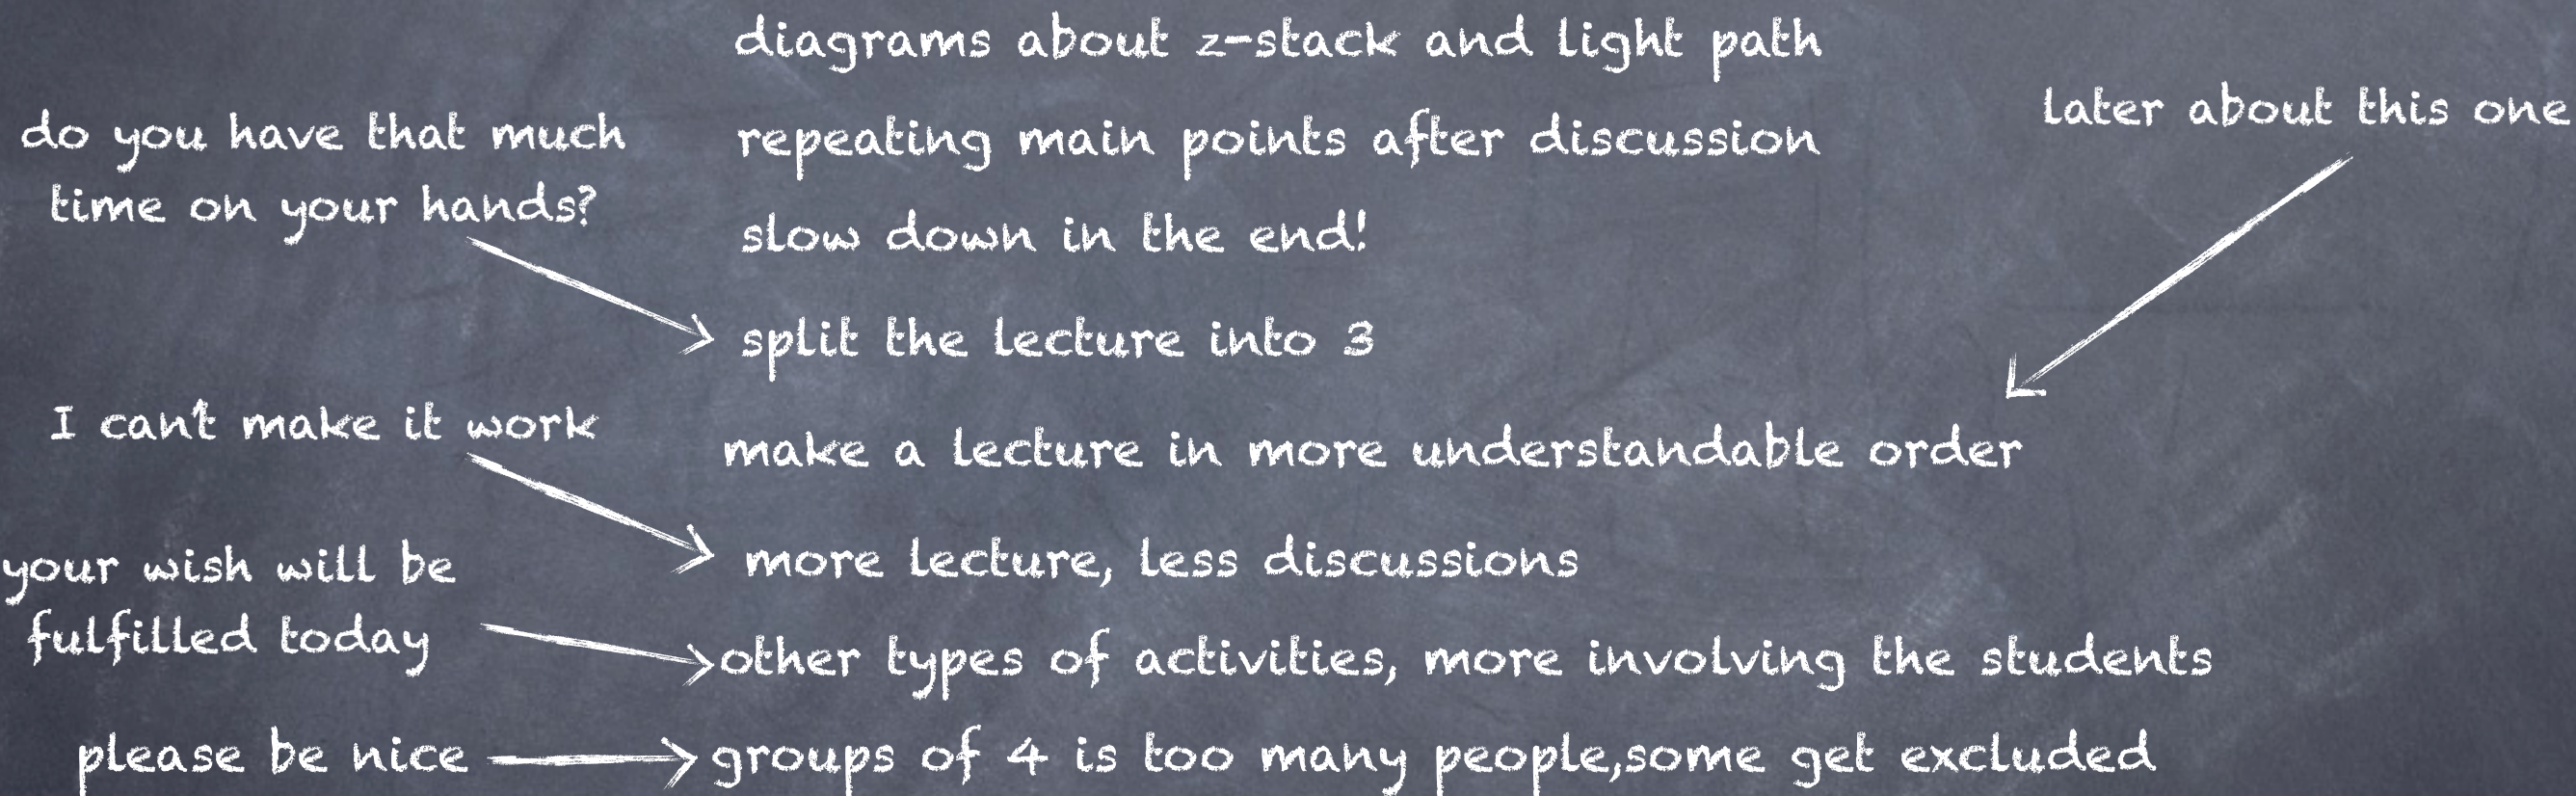 diagrams about z-stack and light path
later about this one
do you have that much
time on your hands?
repeating main points after discussion
slow down in the end!
split the lecture into 3
I can't make it work
make a lecture in more understandable order
more lecture, less discussions
your wish will be
fulfilled today
other types of activities, more involving the students
please be nice
groups of 4 is too many people,some get excluded